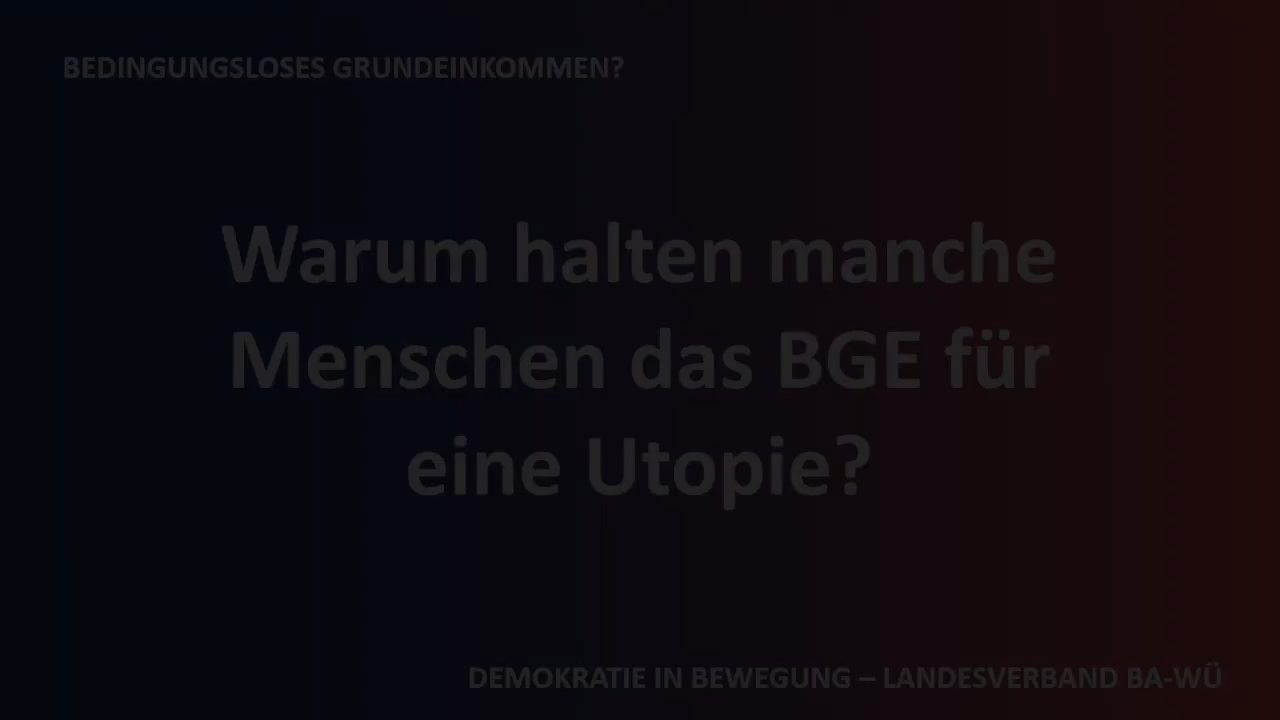 BEDINGUNGSLOSES GRUNDEINKOMMEN?
Warum halten manche
Menschen das BGE für
eine Utopie?
DEMOKRATIE IN BEWEGUNG – LANDESVERBAND BA-WÜ